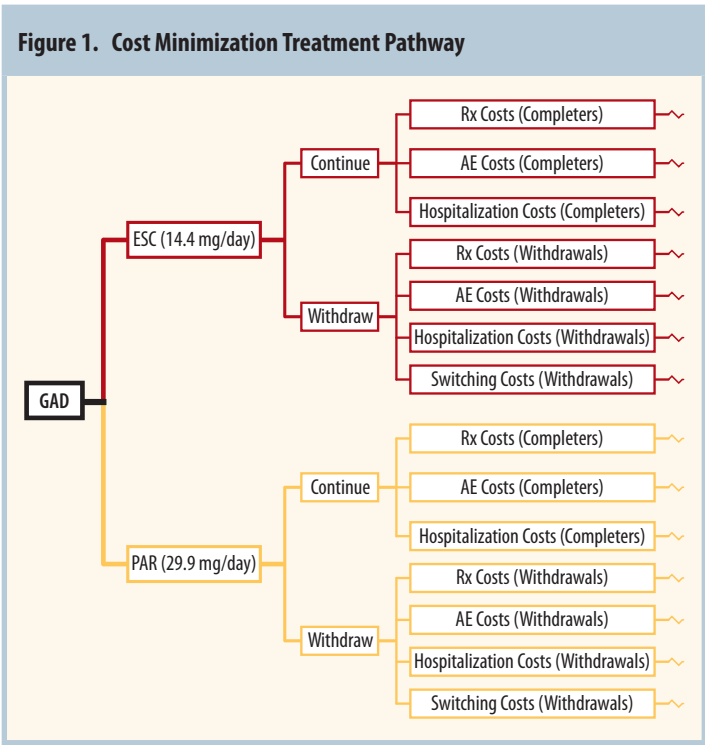 Figure 1. Cost Minimization Treatment Pathway
GAD
ESC (14.4 mg/day)
Continue
Rx Costs (Completers)
AE Costs (Completers)
Hospitalization Costs (Completers)
Withdraw
Rx Costs (Withdrawals)
AE Costs (Withdrawals)
Hospitalization Costs (Withdrawals)
Switching Costs (Withdrawals)
PAR (29.9 mg/day)
Continue
Rx Costs (Completers)
AE Costs (Completers)
Hospitalization Costs (Completers)
Withdraw
Rx Costs (Withdrawals)
AE Costs (Withdrawals)
Hospitalization Costs (Withdrawals)
Switching Costs (Withdrawals)